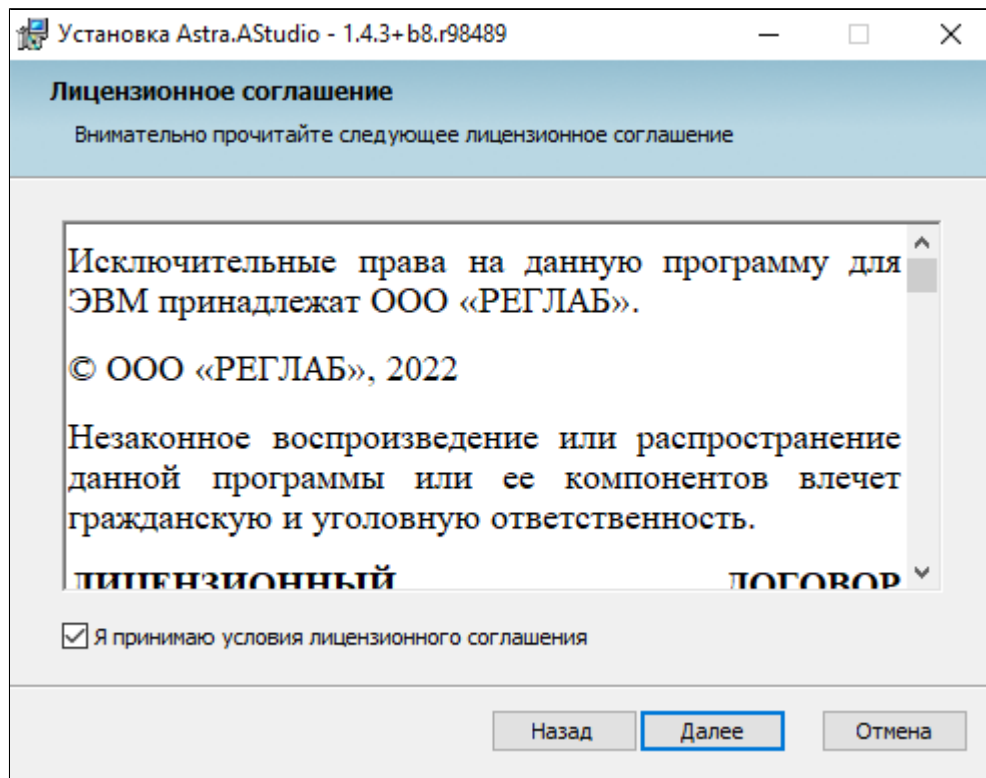 Установка Astra.AStudio - 1.4.3+b8.r98489
Лицензионное соглашение
Внимательно прочитайте следующее лицензионное соглашение
Исключительные права на данную программу для
ЭВМ принадлежат ООО «РЕГЛАБ».
© ООО «РЕГЛАБ», 2022
Незаконное воспроизведение или распространение
данной программы или ее компонентов влечет
гражданскую и уголовную ответственность.
ЛИЦЕНЗИОННЫЙ ДОГОВОР
Я принимаю условия лицензионного соглашения
Назад Далее Отмена